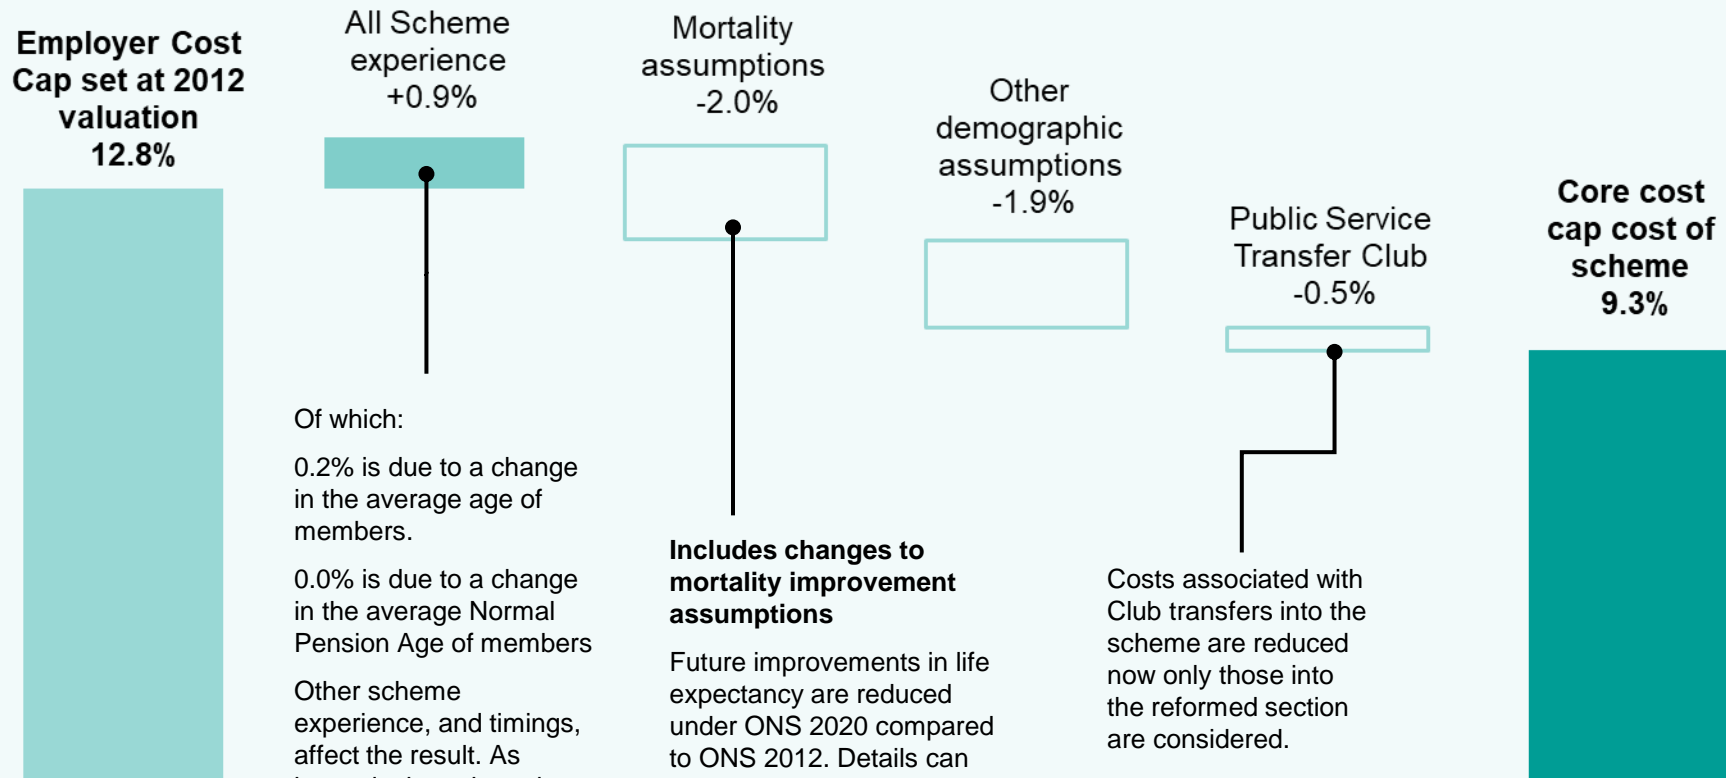 Employer Cost
Cap set at 2012
valuation
12.8%
All Scheme
experience
+0.9%
Mortality
assumptions
-2.0%
Other
demographic
assumptions
-1.9%
Public Service
Transfer Club
-0.5%
Core cost
cap cost of
scheme
9.3%
Of which:
0.2% is due to a change
in the average age of
members.
0.0% is due to a change
in the average Normal
Pension Age of members
Other scheme
experience, and timings,
affect the result. As
Includes changes to
mortality improvement
assumptions
Future improvements in life
expectancy are reduced
under ONS 2020 compared
to ONS 2012. Details can
Costs associated with
Club transfers into the
scheme are reduced
now only those into
the reformed section
are considered.